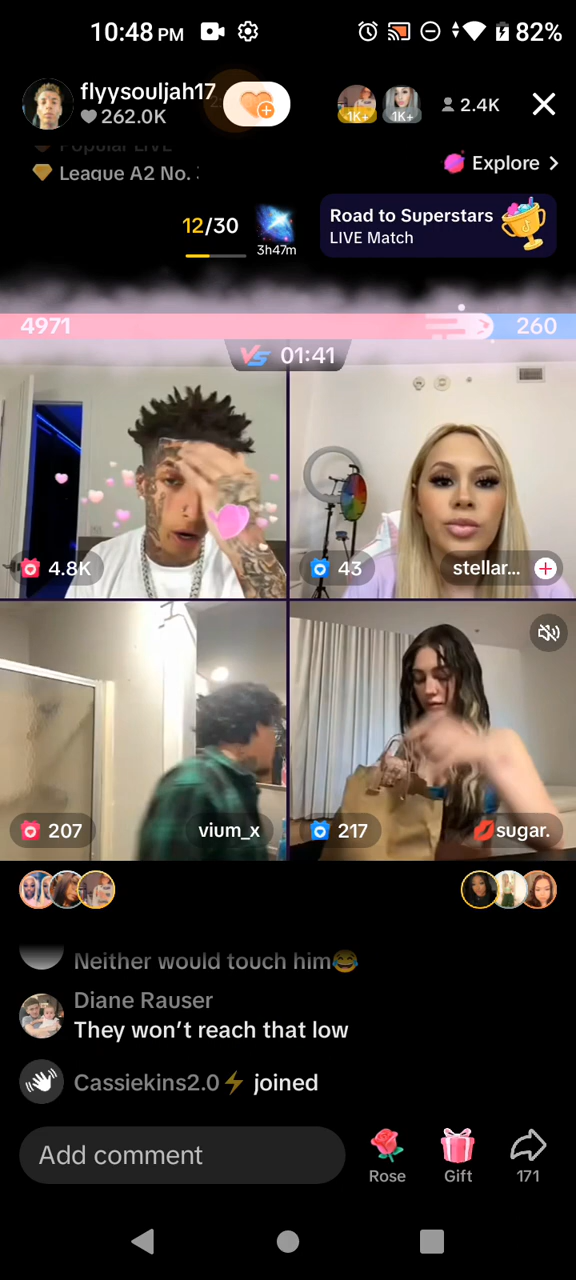 10:48 PM
82%
flyysouljah17
262.0K
1K+
1K+
2.4K
Popular LIVE
League A2 No.
Explore >
12/30
3h47m
Road to Superstars
LIVE Match
4971
260
VS 01:41
4.8K
43
stellar...
207
vium_x
217
💋sugar.
Neither would touch him😂
Diane Rauser
They won't reach that low
Cassiekins2.0⚡ joined
Add comment
Rose
Gift
171